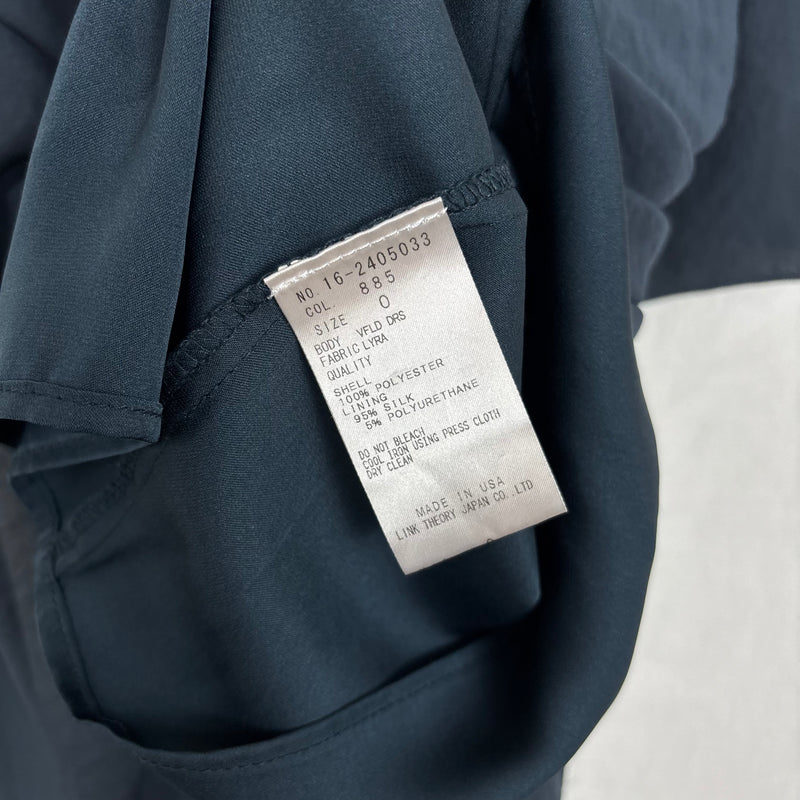 NO. 16-2405033
COL. 885
SIZE 0
BODY VFLD DRS
FABRIC LYRA
QUALITY
SHELL
100% POLYESTER
LINING
95% SILK
5% POLYURETHANE
DO NOT BLEACH
COOL IRON USING PRESS CLOTH
DRY CLEAN
MADE IN USA
LINK THEORY JAPAN CO.,LTD